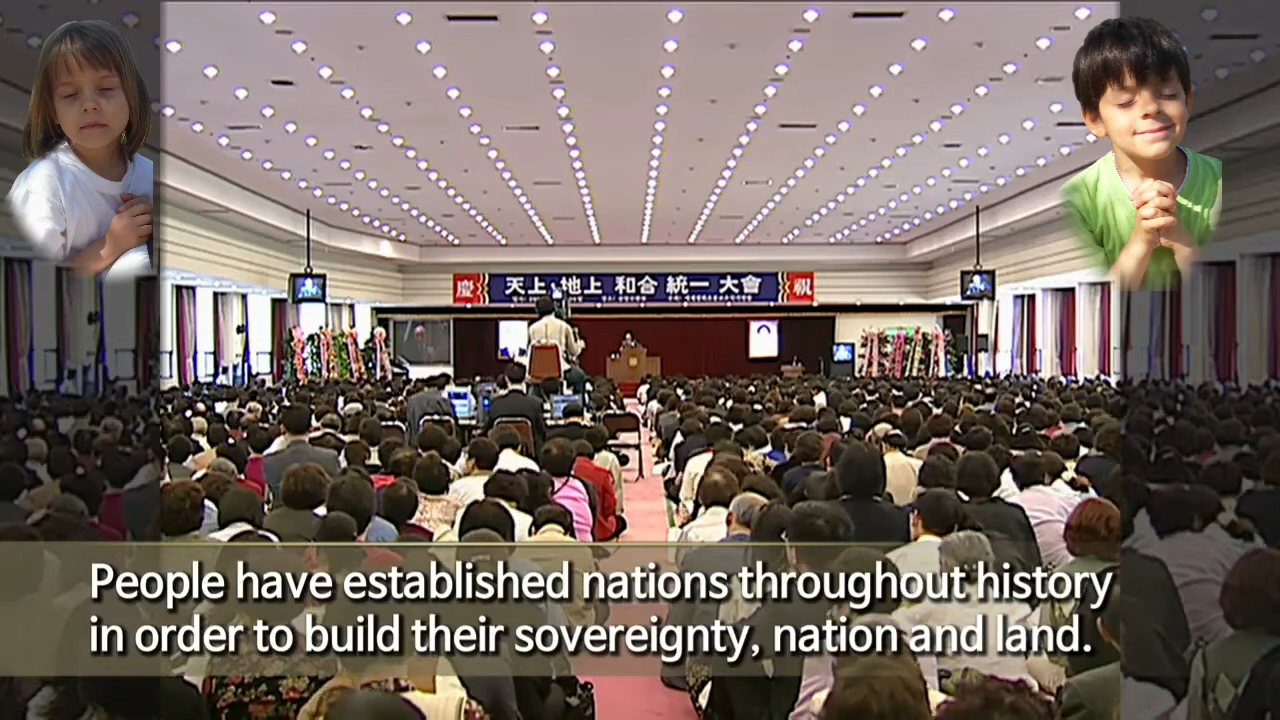 慶 天上·地上 和合 統一 大會 祝
People have established nations throughout history
in order to build their sovereignty, nation and land.